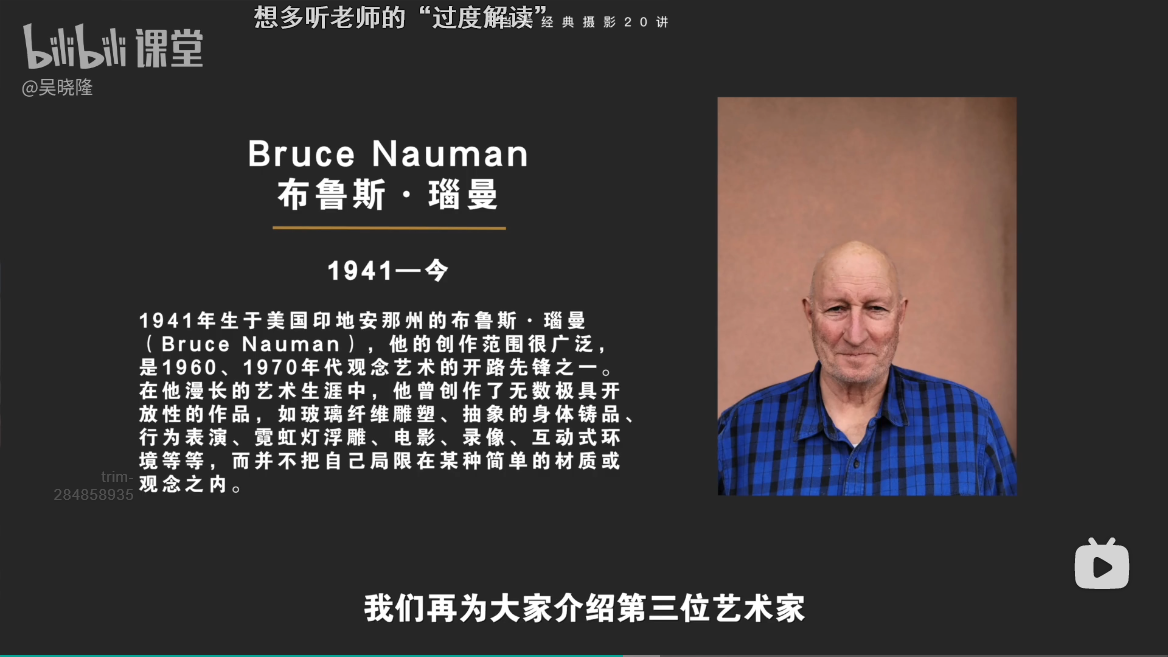 想多听老师的“过度解读”
经典摄影20讲
bilibili 课堂
@吴晓隆
Bruce Nauman
布鲁斯·瑙曼
1941—今
1941年生于美国印地安那州的布鲁斯·瑙曼
（Bruce Nauman），他的创作范围很广泛，
是1960、1970年代观念艺术的开路先锋之一。
在他漫长的艺术生涯中，他曾创作了无数极具开
放性的作品，如玻璃纤维雕塑、抽象的身体铸品、
行为表演、霓虹灯浮雕、电影、录像、互动式环
境等等，而并不把自己局限在某种简单的材质或
观念之内。
trim-
284858935
我们再为大家介绍第三位艺术家